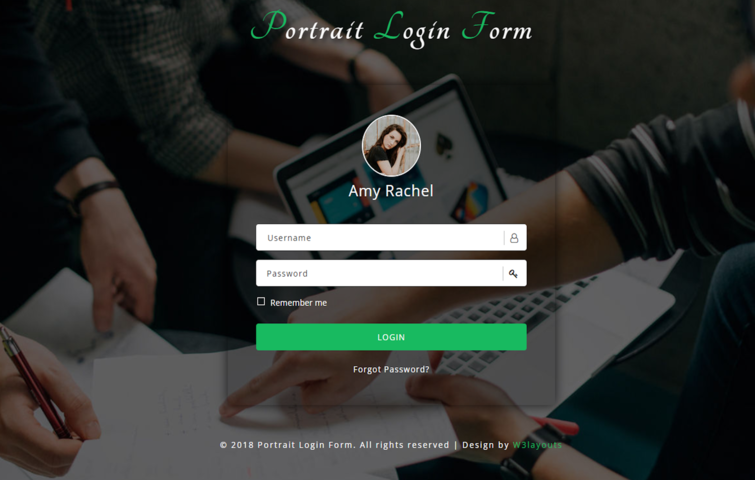 Portrait Login Form
Amy Rachel
Username
Password
Remember me
LOGIN
Forgot Password?
© 2018 Portrait Login Form. All rights reserved | Design by W3layouts